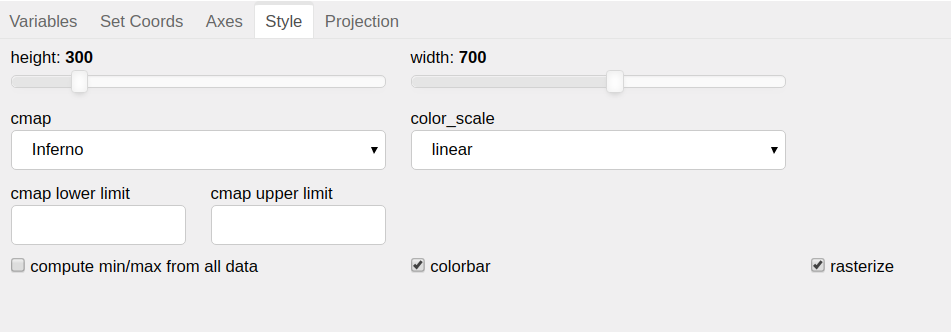 Variables Set Coords Axes Style Projection
height: 300 width: 700
cmap color_scale
Inferno linear
cmap lower limit cmap upper limit
compute min/max from all data colorbar rasterize